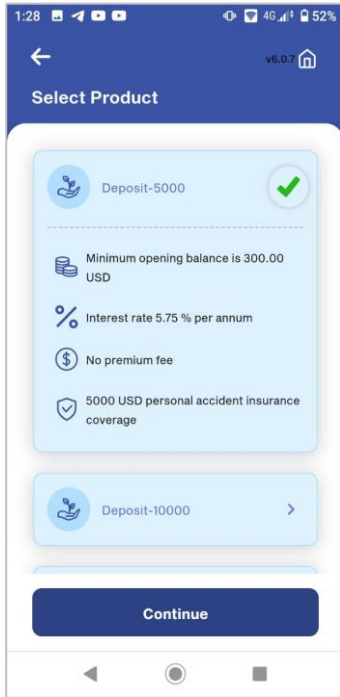 1:28
4G
52%
v6.0.7
Select Product
Deposit-5000
Minimum opening balance is 300.00
USD
Interest rate 5.75 % per annum
No premium fee
5000 USD personal accident insurance
coverage
Deposit-10000
Continue